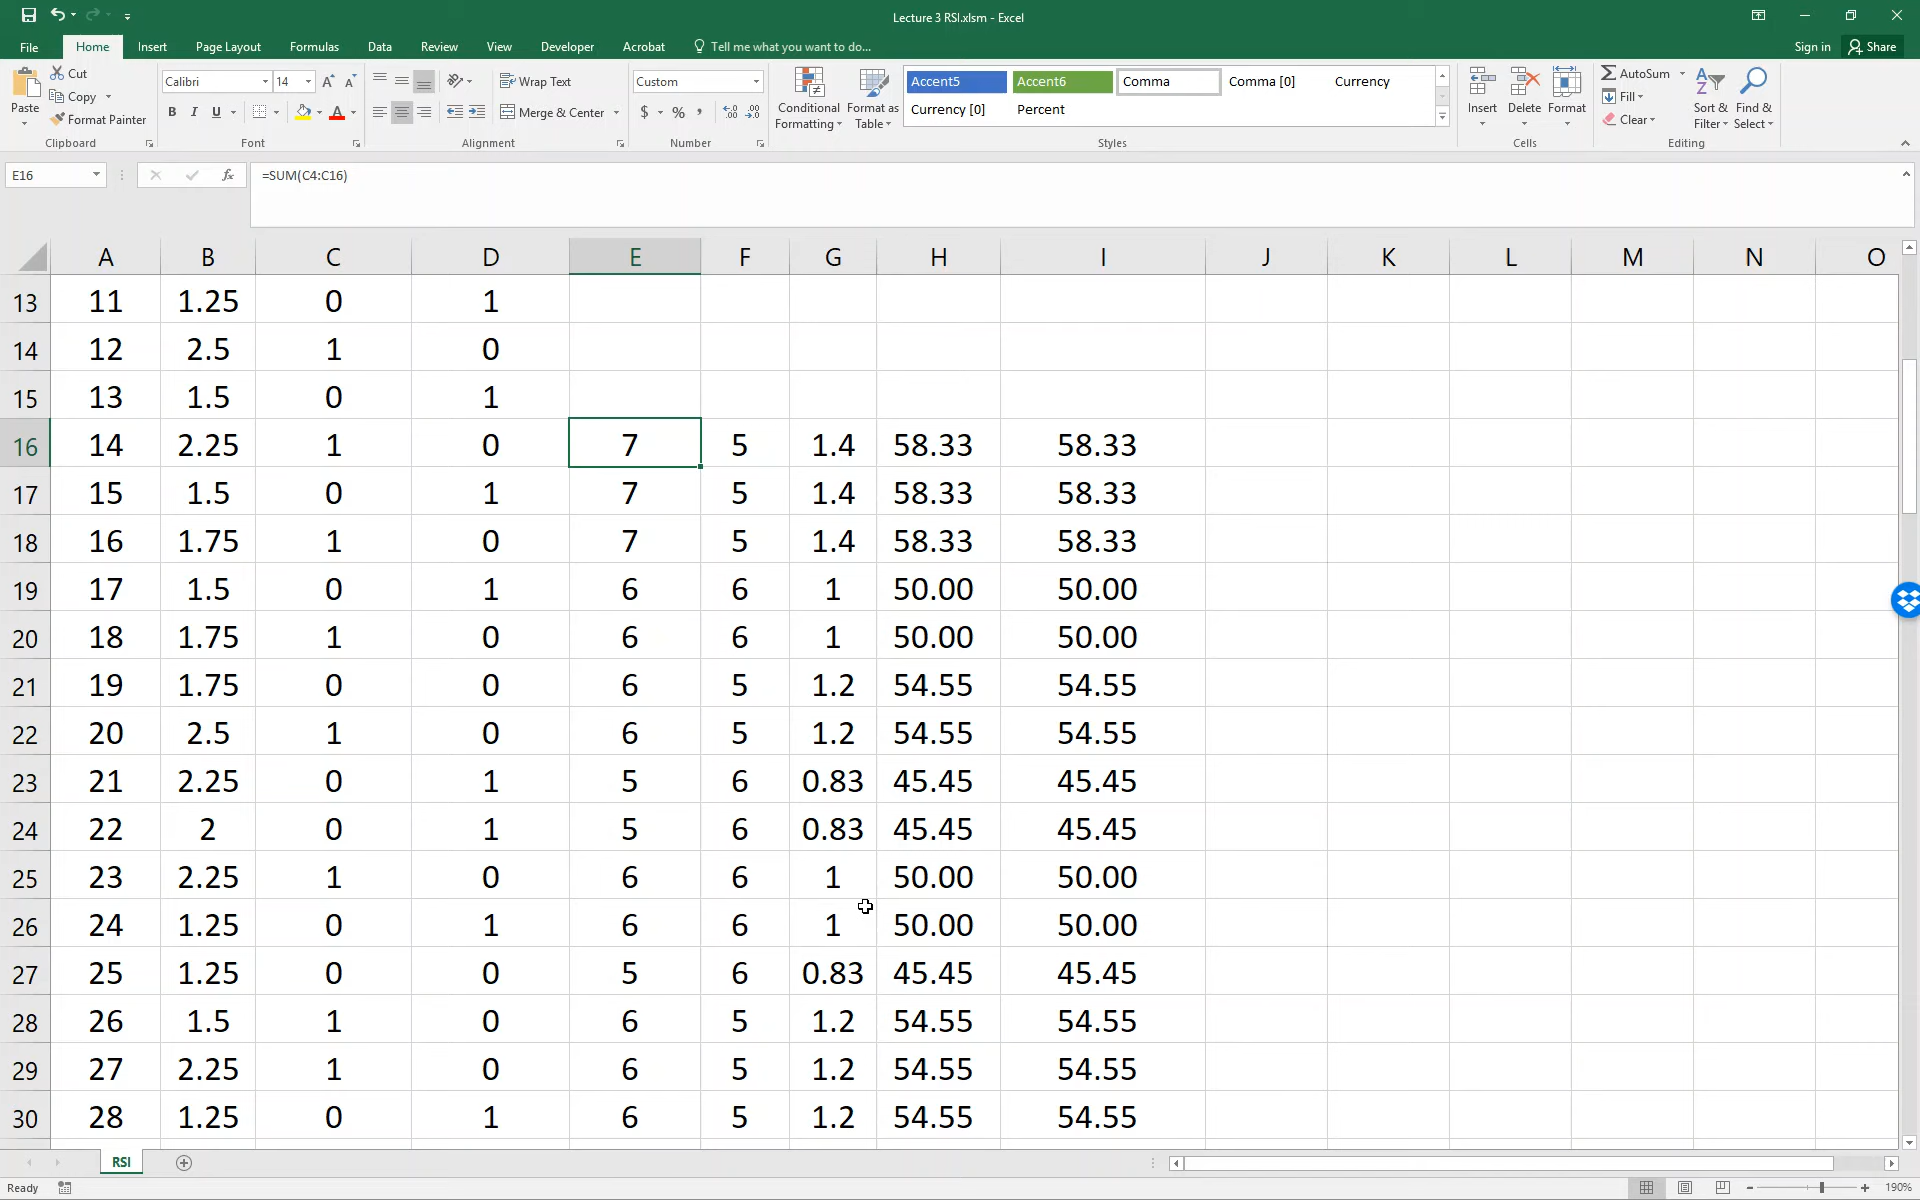 Lecture 3 RSI.xlsm - Excel
File Home Insert Page Layout Formulas Data Review View Developer Acrobat Tell me what you want to do... Sign in Share
Paste
Cut
Copy
Format Painter
Clipboard
Calibri 14
B I U
Font
Wrap Text
Merge & Center
Alignment
Custom
$ % ,
Number
Conditional Formatting
Format as Table
Accent5 Accent6 Comma Comma [0] Currency
Currency [0] Percent
Styles
Insert Delete Format
Cells
AutoSum
Fill
Clear
Sort & Filter
Find & Select
Editing
E16 fx =SUM(C4:C16)
A B C D E F G H I J K L M N O
13 11 1.25 0 1
14 12 2.5 1 0
15 13 1.5 0 1
16 14 2.25 1 0 7 5 1.4 58.33 58.33
17 15 1.5 0 1 7 5 1.4 58.33 58.33
18 16 1.75 1 0 7 5 1.4 58.33 58.33
19 17 1.5 0 1 6 6 1 50.00 50.00
20 18 1.75 1 0 6 6 1 50.00 50.00
21 19 1.75 0 0 6 5 1.2 54.55 54.55
22 20 2.5 1 0 6 5 1.2 54.55 54.55
23 21 2.25 0 1 5 6 0.83 45.45 45.45
24 22 2 0 1 5 6 0.83 45.45 45.45
25 23 2.25 1 0 6 6 1 50.00 50.00
26 24 1.25 0 1 6 6 1 50.00 50.00
27 25 1.25 0 0 5 6 0.83 45.45 45.45
28 26 1.5 1 0 6 5 1.2 54.55 54.55
29 27 2.25 1 0 6 5 1.2 54.55 54.55
30 28 1.25 0 1 6 5 1.2 54.55 54.55
RSI
Ready
190%